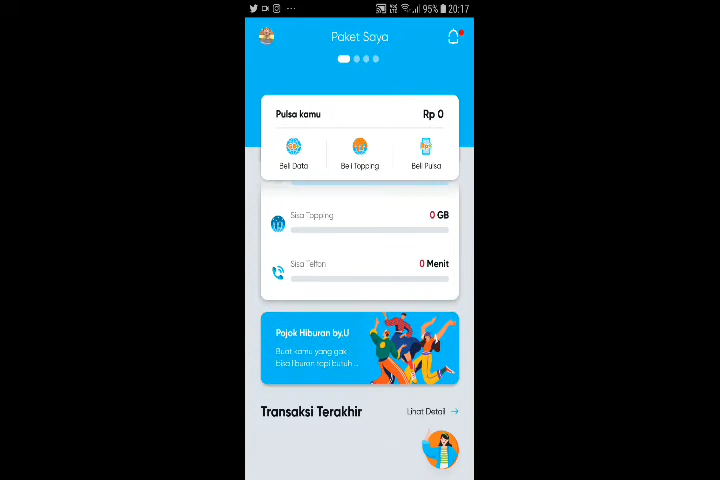 95% 20:17
Paket Saya
Pulsa kamu Rp 0
Beli Data Beli Topping Beli Pulsa
Sisa Topping 0 GB
Sisa Telfon 0 Menit
Pojok Hiburan by.U
Buat kamu yang gak
bisa liburan tapi butuh ...
Transaksi Terakhir Lihat Detail →